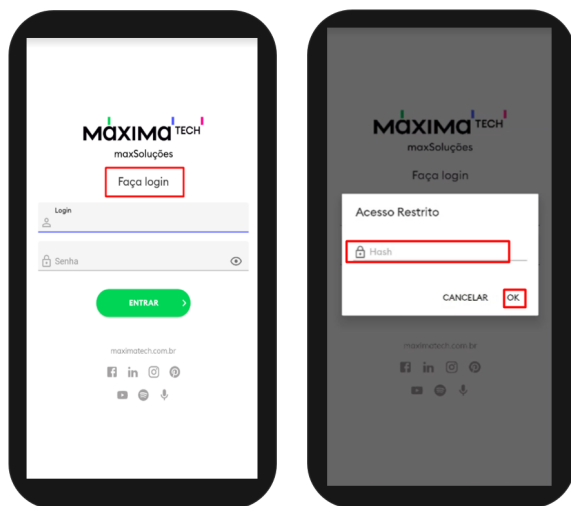 MáXIMA TECH
maxSoluções
Faça login
Login
Senha
ENTRAR
maximatech.com.br
MáXIMA TECH
maxSoluções
Faça login
Acesso Restrito
Hash
CANCELAR OK
maximatech.com.br